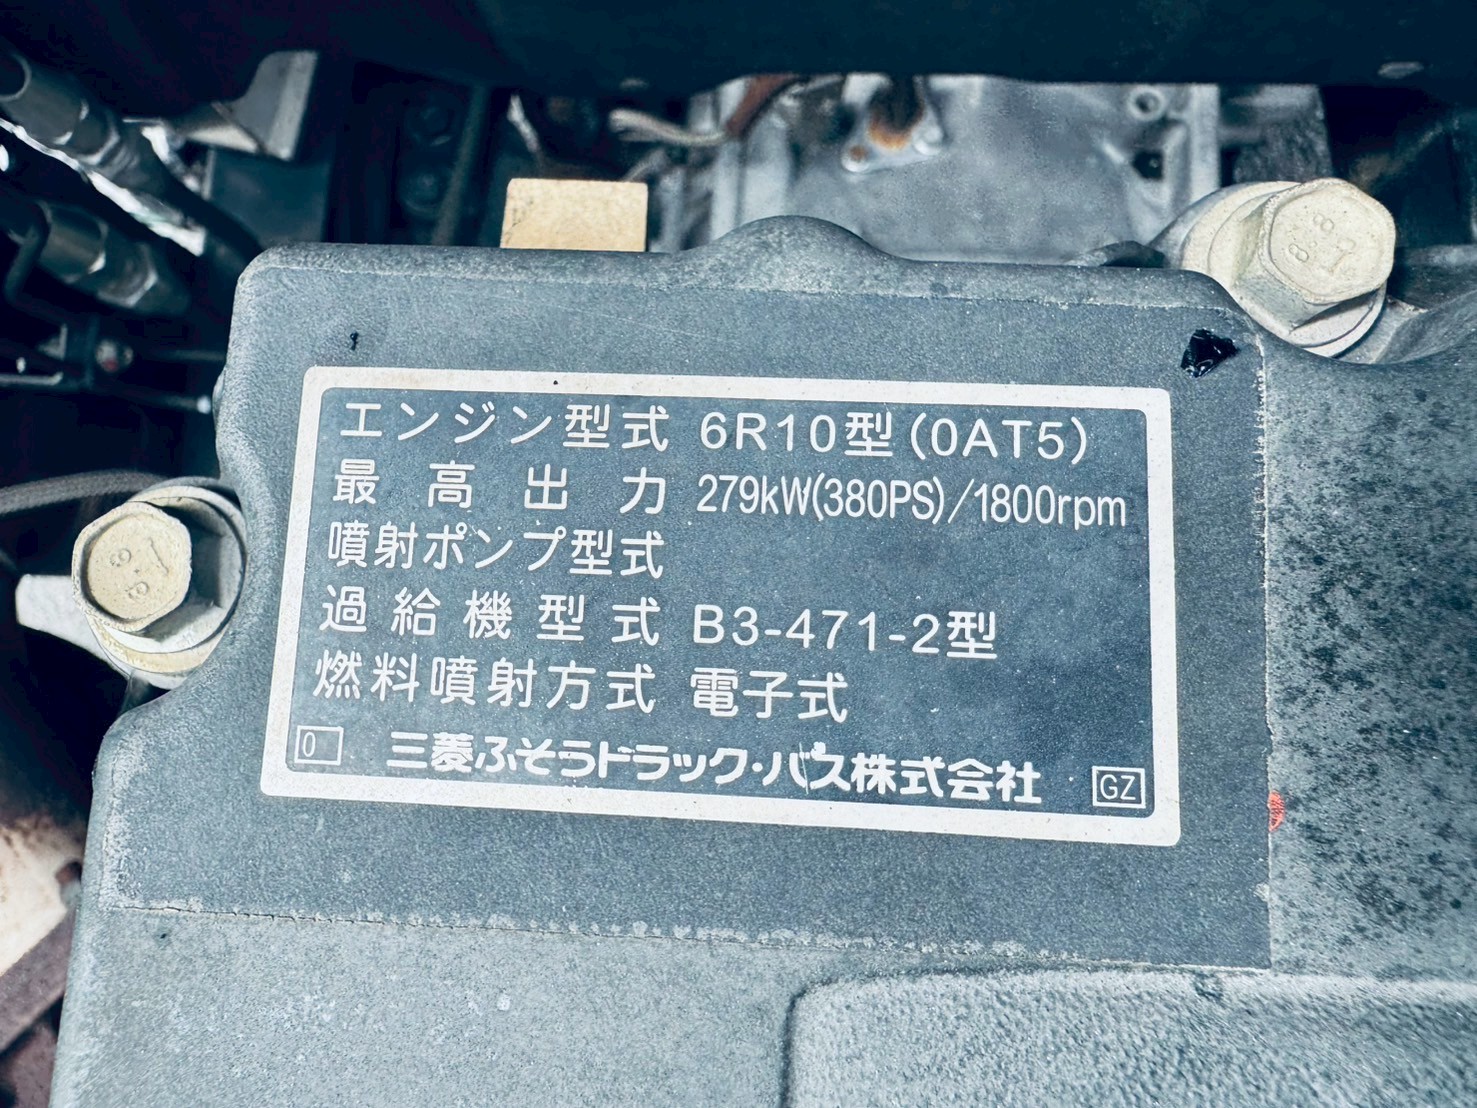 エンジン型式 6R10型(0AT5)
最高出力 279kW(380PS)/1800rpm
噴射ポンプ型式
過給機型式 B3-471-2型
燃料噴射方式 電子式
0 三菱ふそうトラック・バス株式会社 GZ